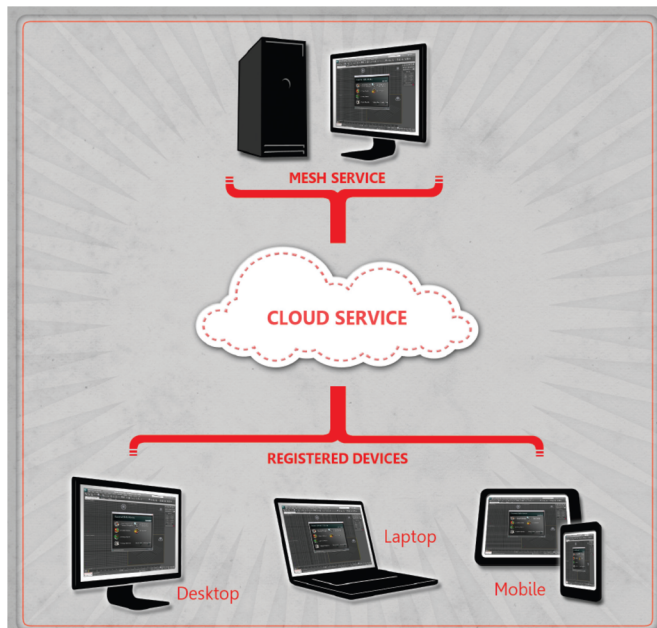 MESH SERVICE
CLOUD SERVICE
REGISTERED DEVICES
Desktop
Laptop
Mobile